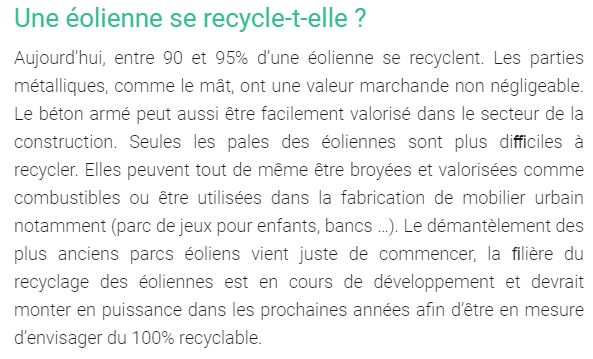 Une éolienne se recycle-t-elle ?
Aujourd'hui, entre 90 et 95% d'une éolienne se recyclent. Les parties
métalliques, comme le mât, ont une valeur marchande non négligeable.
Le béton armé peut aussi être facilement valorisé dans le secteur de la
construction. Seules les pales des éoliennes sont plus difficiles à
recycler. Elles peuvent tout de même être broyées et valorisées comme
combustibles ou être utilisées dans la fabrication de mobilier urbain
notamment (parc de jeux pour enfants, bancs ...). Le démantèlement des
plus anciens parcs éoliens vient juste de commencer, la filière du
recyclage des éoliennes est en cours de développement et devrait
monter en puissance dans les prochaines années afin d'être en mesure
d'envisager du 100% recyclable.